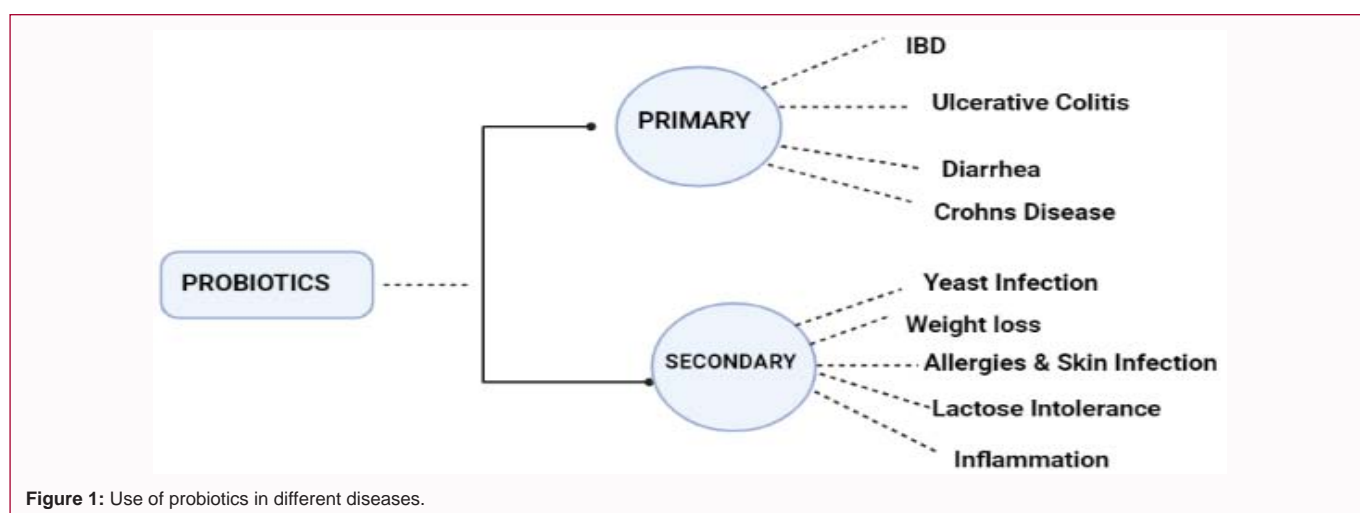 IBD
Ulcerative Colitis
PRIMARY
Diarrhea
Crohns Disease
PROBIOTICS
Yeast Infection
Weight loss
SECONDARY
Allergies & Skin Infection
Lactose Intolerance
Inflammation
Figure 1: Use of probiotics in different diseases.